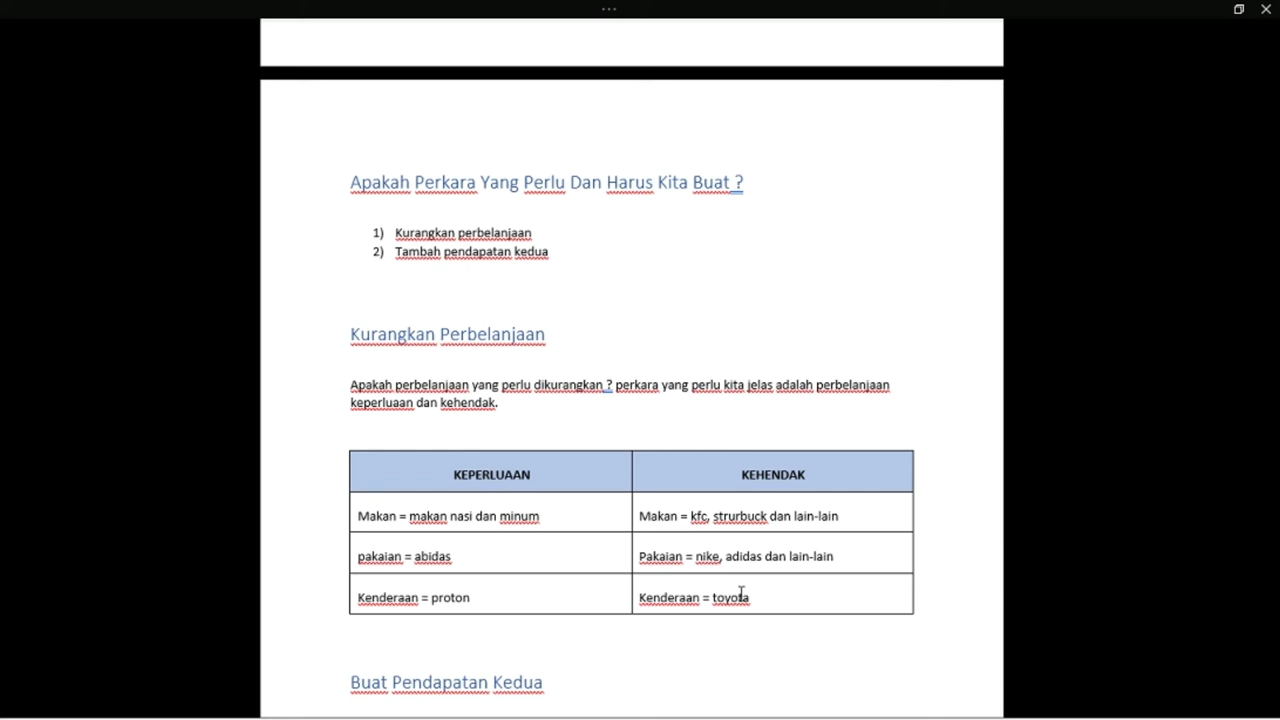 Apakah Perkara Yang Perlu Dan Harus Kita Buat ?
1) Kurangkan perbelanjaan
2) Tambah pendapatan kedua
Kurangkan Perbelanjaan
Apakah perbelanjaan yang perlu dikurangkan ? perkara yang perlu kita jelas adalah perbelanjaan
keperluaan dan kehendak.
KEPERLUAAN KEHENDAK
Makan = makan nasi dan minum Makan = kfc, strurbuck dan lain-lain
pakaian = abidas Pakaian = nike, adidas dan lain-lain
Kenderaan = proton Kenderaan = toyota
Buat Pendapatan Kedua